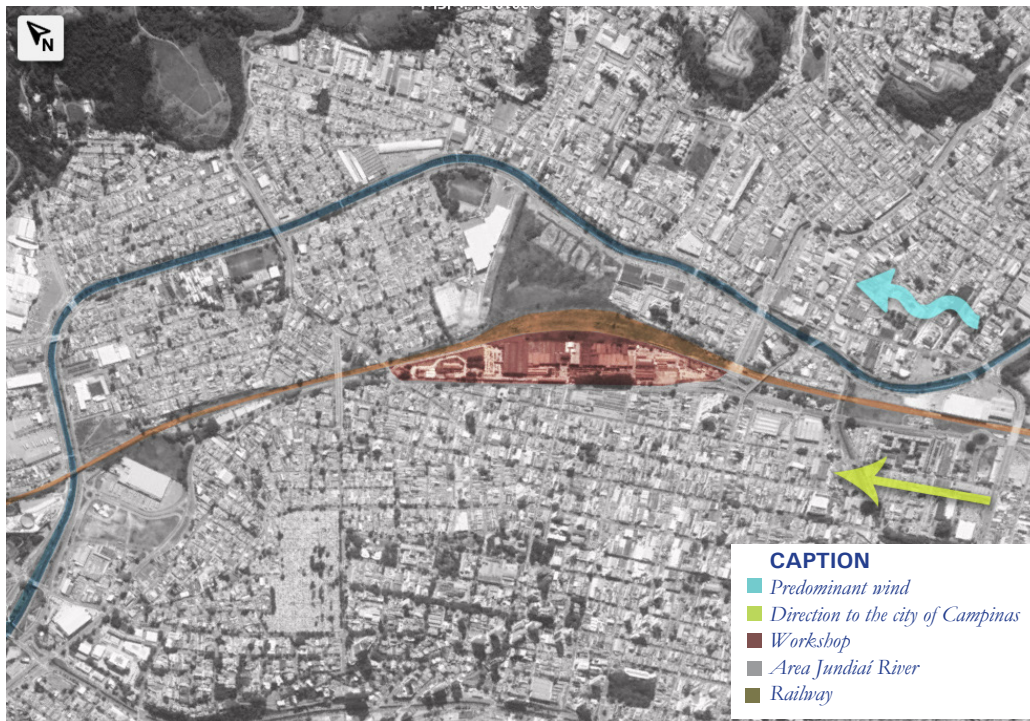 N
CAPTION
Predominant wind
Direction to the city of Campinas
Workshop
Area Jundiaí River
Railway